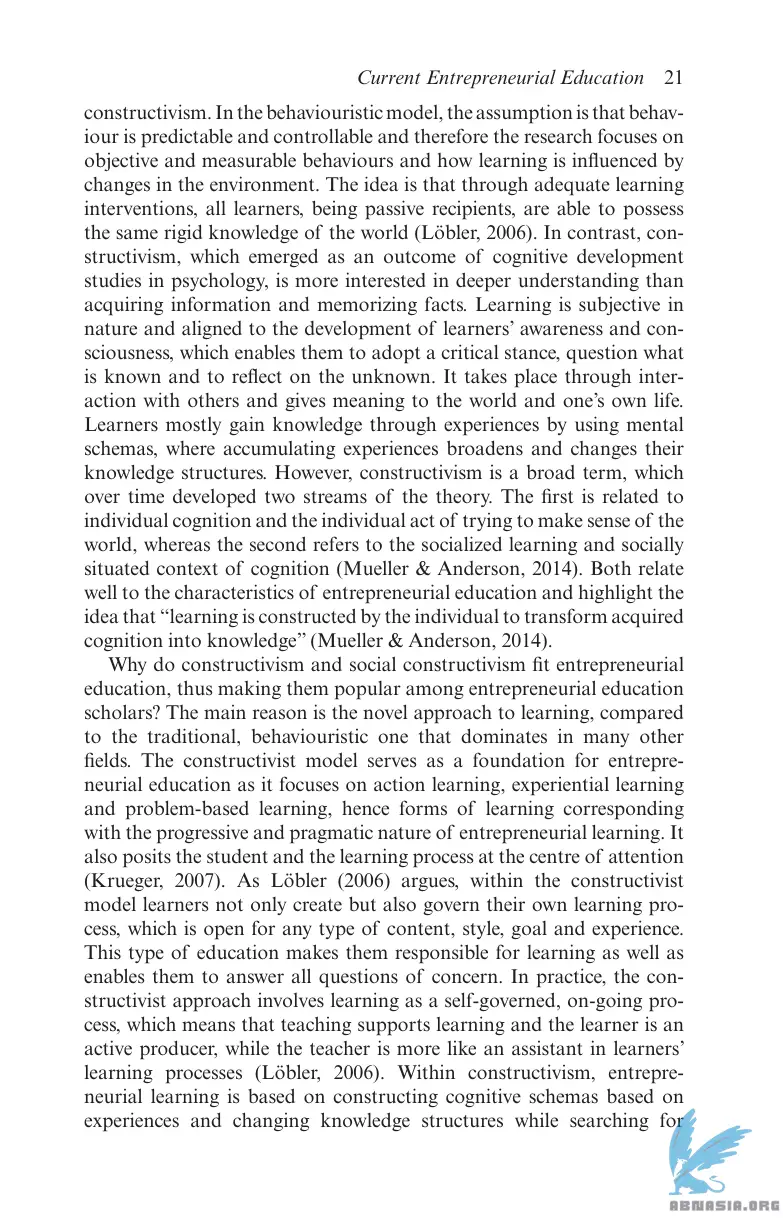 Current Entrepreneurial Education 21
constructivism. In the behaviouristic model, the assumption is that behav-
iour is predictable and controllable and therefore the research focuses on
objective and measurable behaviours and how learning is influenced by
changes in the environment. The idea is that through adequate learning
interventions, all learners, being passive recipients, are able to possess
the same rigid knowledge of the world (Löbler, 2006). In contrast, con-
structivism, which emerged as an outcome of cognitive development
studies in psychology, is more interested in deeper understanding than
acquiring information and memorizing facts. Learning is subjective in
nature and aligned to the development of learners’ awareness and con-
sciousness, which enables them to adopt a critical stance, question what
is known and to reflect on the unknown. It takes place through inter-
action with others and gives meaning to the world and one’s own life.
Learners mostly gain knowledge through experiences by using mental
schemas, where accumulating experiences broadens and changes their
knowledge structures. However, constructivism is a broad term, which
over time developed two streams of the theory. The first is related to
individual cognition and the individual act of trying to make sense of the
world, whereas the second refers to the socialized learning and socially
situated context of cognition (Mueller & Anderson, 2014). Both relate
well to the characteristics of entrepreneurial education and highlight the
idea that “learning is constructed by the individual to transform acquired
cognition into knowledge” (Mueller & Anderson, 2014).
Why do constructivism and social constructivism fit entrepreneurial
education, thus making them popular among entrepreneurial education
scholars? The main reason is the novel approach to learning, compared
to the traditional, behaviouristic one that dominates in many other
fields. The constructivist model serves as a foundation for entrepre-
neurial education as it focuses on action learning, experiential learning
and problem-based learning, hence forms of learning corresponding
with the progressive and pragmatic nature of entrepreneurial learning. It
also posits the student and the learning process at the centre of attention
(Krueger, 2007). As Löbler (2006) argues, within the constructivist
model learners not only create but also govern their own learning pro-
cess, which is open for any type of content, style, goal and experience.
This type of education makes them responsible for learning as well as
enables them to answer all questions of concern. In practice, the con-
structivist approach involves learning as a self-governed, on-going pro-
cess, which means that teaching supports learning and the learner is an
active producer, while the teacher is more like an assistant in learners’
learning processes (Löbler, 2006). Within constructivism, entrepre-
neurial learning is based on constructing cognitive schemas based on
experiences and changing knowledge structures while searching for
ABNASIA.ORG